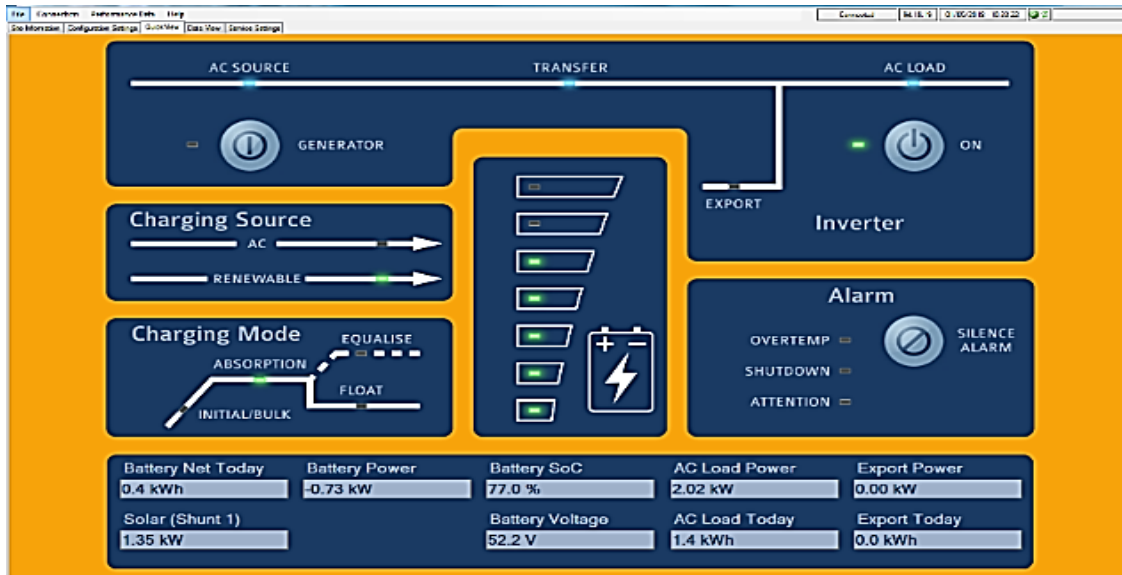 File Connection Performance Data Help
Connected
Site Information Configuration Settings Quick View Data View Service Settings
AC SOURCE TRANSFER AC LOAD
GENERATOR
ON
EXPORT
Inverter
Charging Source
AC
RENEWABLE
Charging Mode
EQUALISE
ABSORPTION
FLOAT
INITIAL/BULK
Alarm
OVERTEMP
SILENCE
ALARM
SHUTDOWN
ATTENTION
Battery Net Today Battery Power Battery SoC AC Load Power Export Power
0.4 kWh -0.73 kW 77.0 % 2.02 kW 0.00 kW
Solar (Shunt 1) Battery Voltage AC Load Today Export Today
1.35 kW 52.2 V 1.4 kWh 0.0 kWh